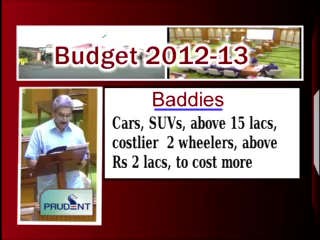 Budget 2012-13
Baddies
Cars, SUVs, above 15 lacs,
costlier 2 wheelers, above
Rs 2 lacs, to cost more
PRUDENT